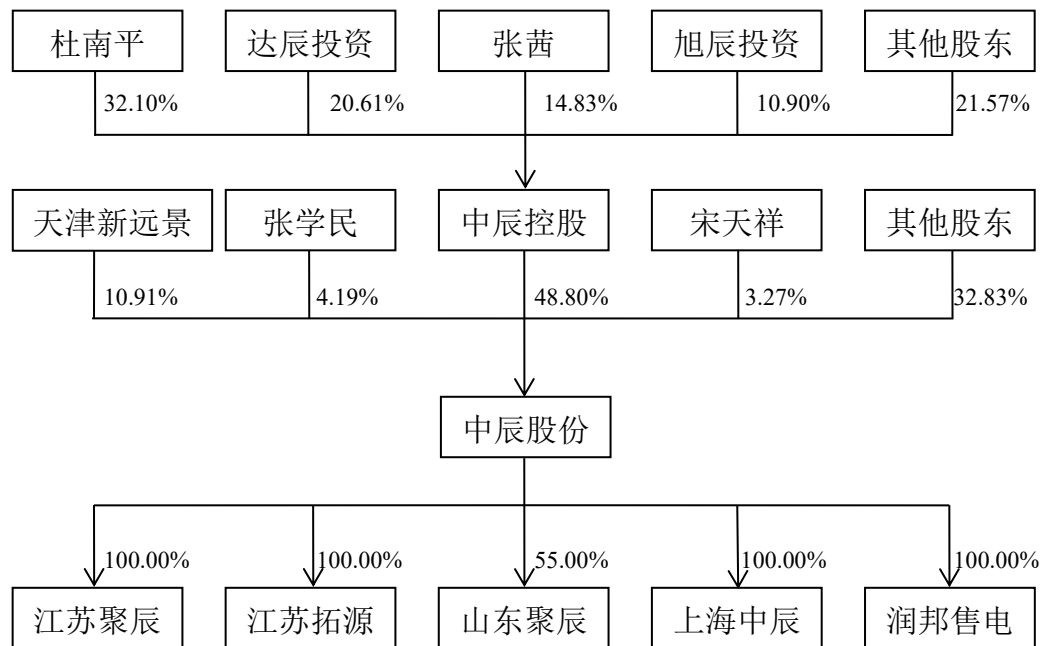 杜南平 达辰投资 张茜 旭辰投资 其他股东
32.10% 20.61% 14.83% 10.90% 21.57%
天津新远景 张学民 中辰控股 宋天祥 其他股东
10.91% 4.19% 48.80% 3.27% 32.83%
中辰股份
100.00% 100.00% 55.00% 100.00% 100.00%
江苏聚辰 江苏拓源 山东聚辰 上海中辰 润邦售电